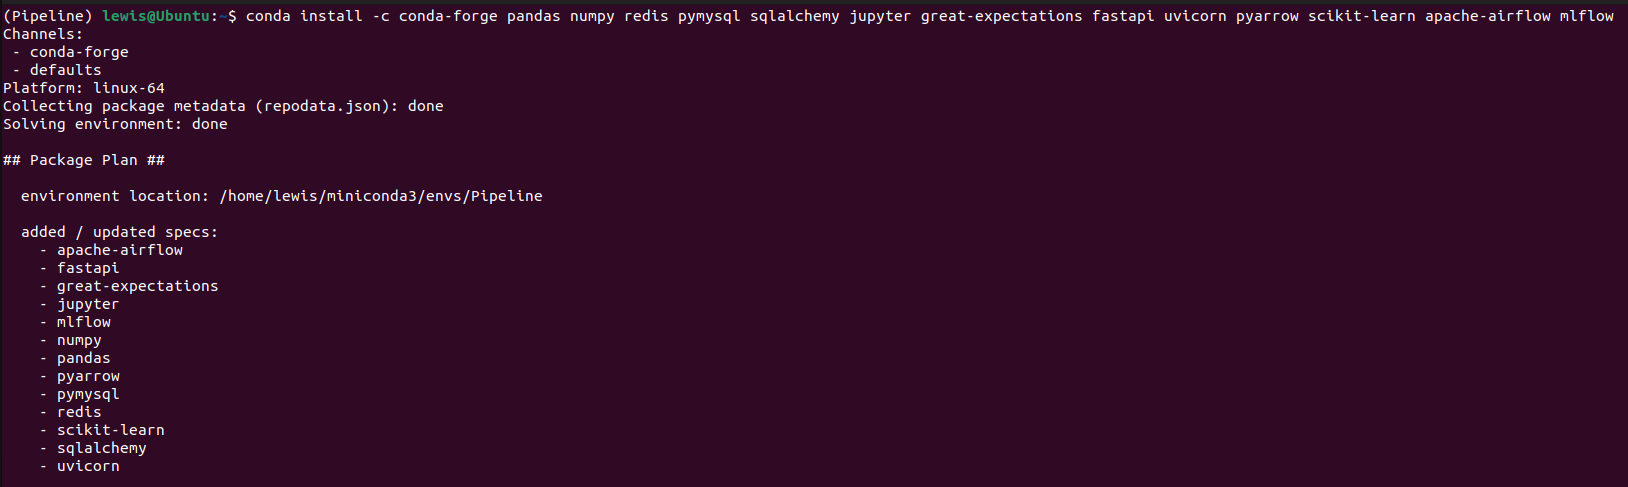 (Pipeline) lewis@Ubuntu:~$ conda install -c conda-forge pandas numpy redis pymysql sqlalchemy jupyter great-expectations fastapi uvicorn pyarrow scikit-learn apache-airflow mlflow
Channels:
 - conda-forge
 - defaults
Platform: linux-64
Collecting package metadata (repodata.json): done
Solving environment: done

## Package Plan ##

  environment location: /home/lewis/miniconda3/envs/Pipeline

  added / updated specs:
    - apache-airflow
    - fastapi
    - great-expectations
    - jupyter
    - mlflow
    - numpy
    - pandas
    - pyarrow
    - pymysql
    - redis
    - scikit-learn
    - sqlalchemy
    - uvicorn